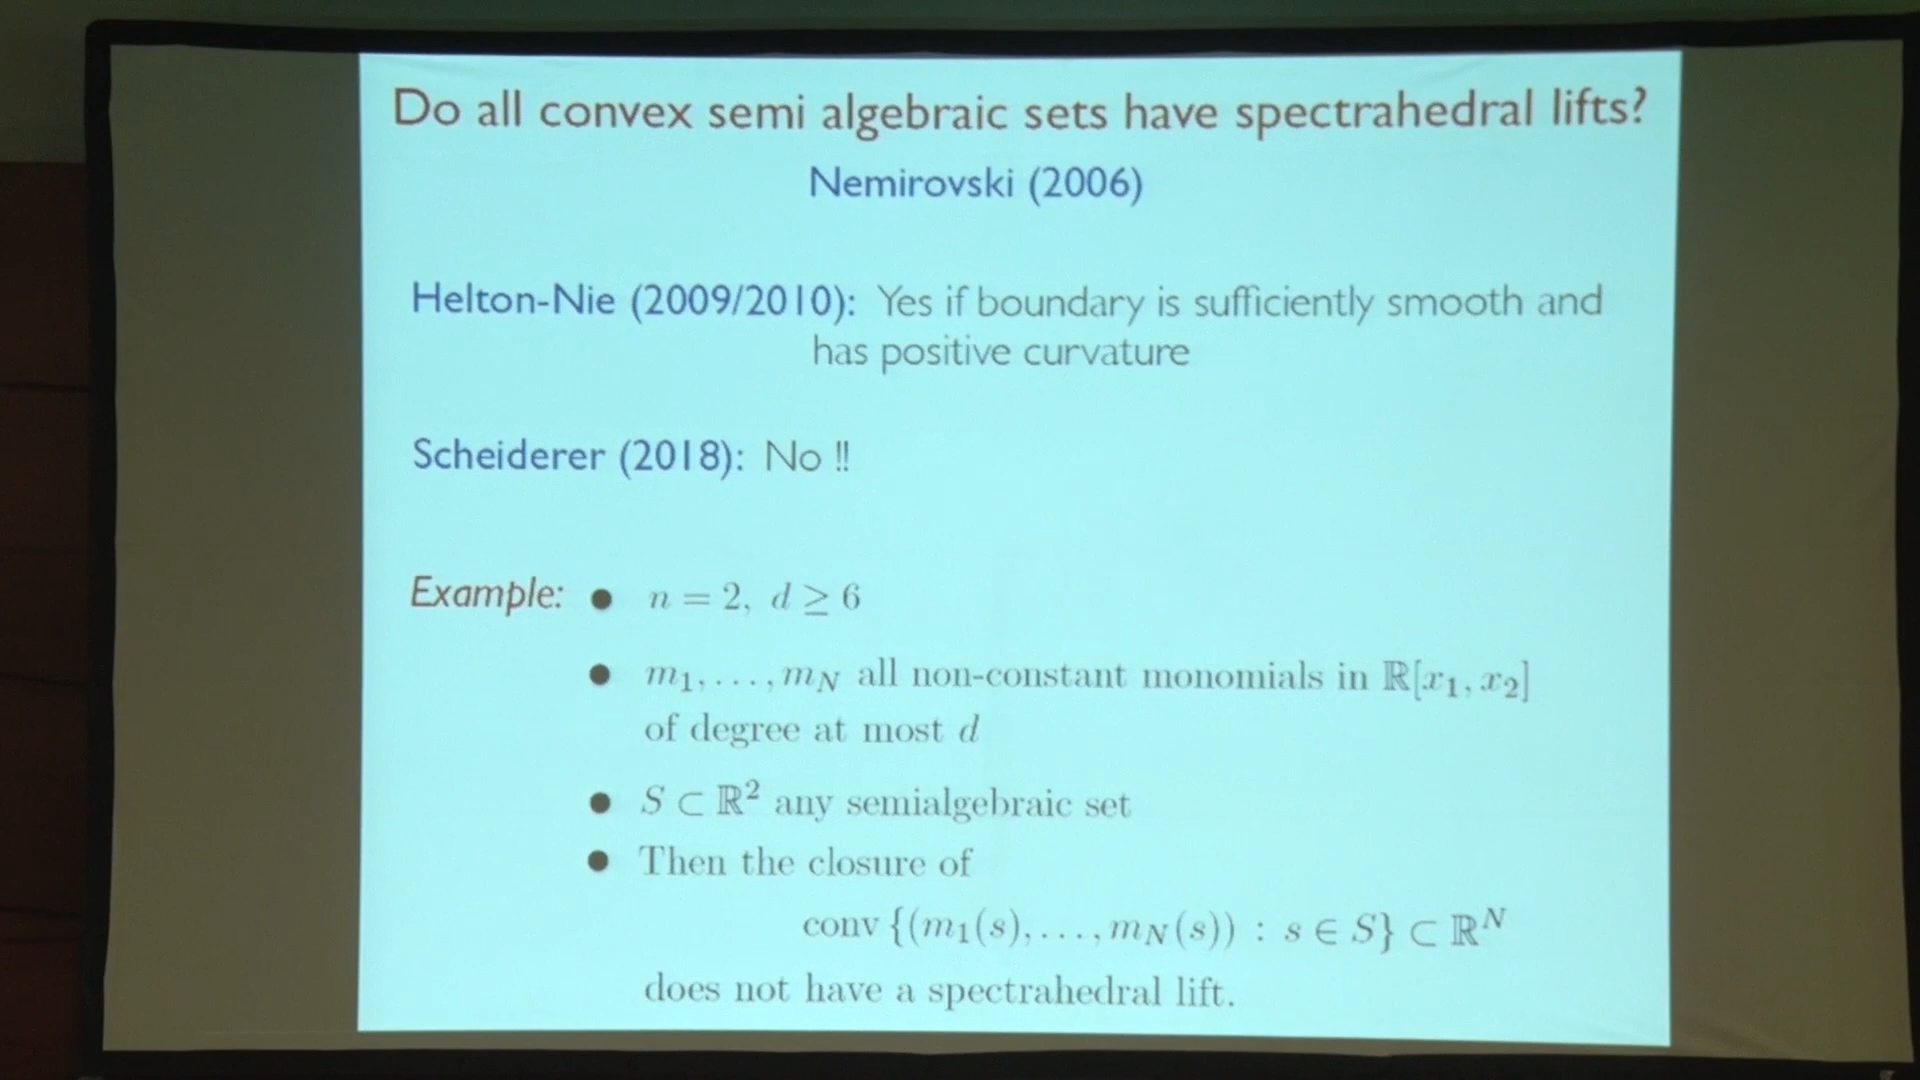 Do all convex semi algebraic sets have spectrahedral lifts?
Nemirovski (2006)
Helton-Nie (2009/2010): Yes if boundary is sufficiently smooth and
has positive curvature
Scheiderer (2018): No !!
Example: • n = 2, d ≥ 6
• m₁, . . . , m_N all non-constant monomials in ℝ[x₁, x₂]
of degree at most d
• S ⊂ ℝ² any semialgebraic set
• Then the closure of
conv {(m₁(s), . . . , m_N(s)) : s ∈ S} ⊂ ℝᴺ
does not have a spectrahedral lift.